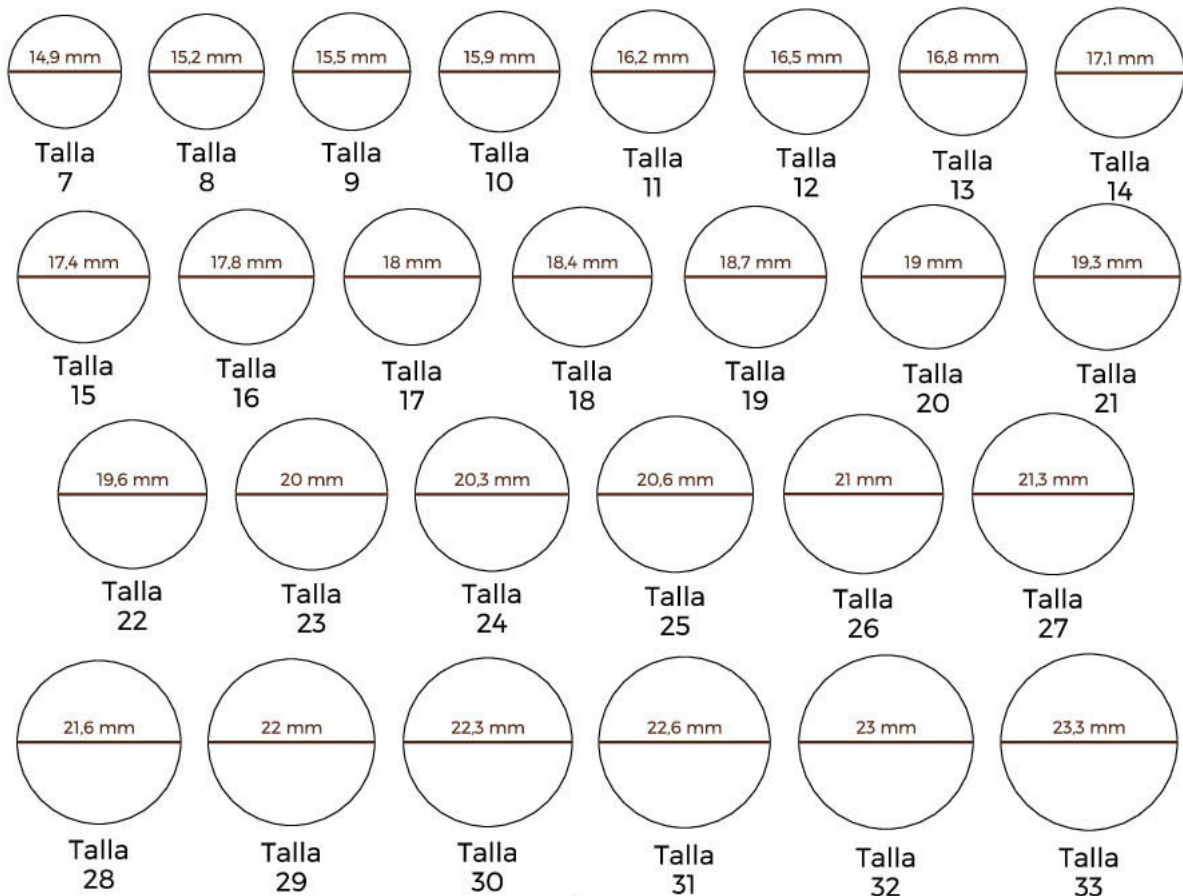 14,9 mm
15,2 mm
15,5 mm
15,9 mm
16,2 mm
16,5 mm
16,8 mm
17,1 mm
Talla
7
Talla
8
Talla
9
Talla
10
Talla
11
Talla
12
Talla
13
Talla
14
17,4 mm
17,8 mm
18 mm
18,4 mm
18,7 mm
19 mm
19,3 mm
Talla
15
Talla
16
Talla
17
Talla
18
Talla
19
Talla
20
Talla
21
19,6 mm
20 mm
20,3 mm
20,6 mm
21 mm
21,3 mm
Talla
22
Talla
23
Talla
24
Talla
25
Talla
26
Talla
27
21,6 mm
22 mm
22,3 mm
22,6 mm
23 mm
23,3 mm
Talla
28
Talla
29
Talla
30
Talla
31
Talla
32
Talla
33